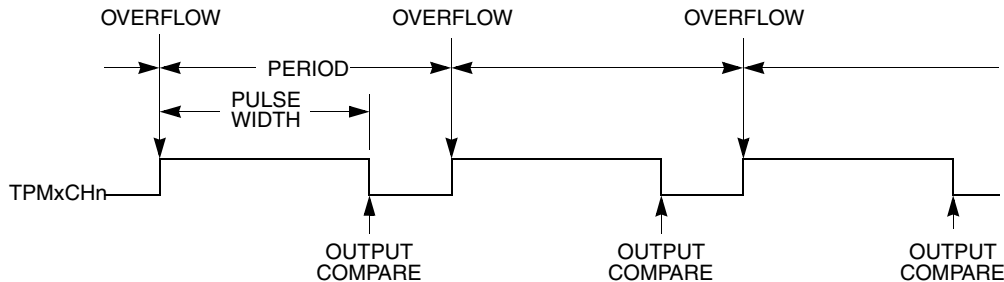 OVERFLOW OVERFLOW OVERFLOW
PERIOD
PULSE
WIDTH
TPMxCHn
OUTPUT
COMPARE
OUTPUT
COMPARE
OUTPUT
COMPARE